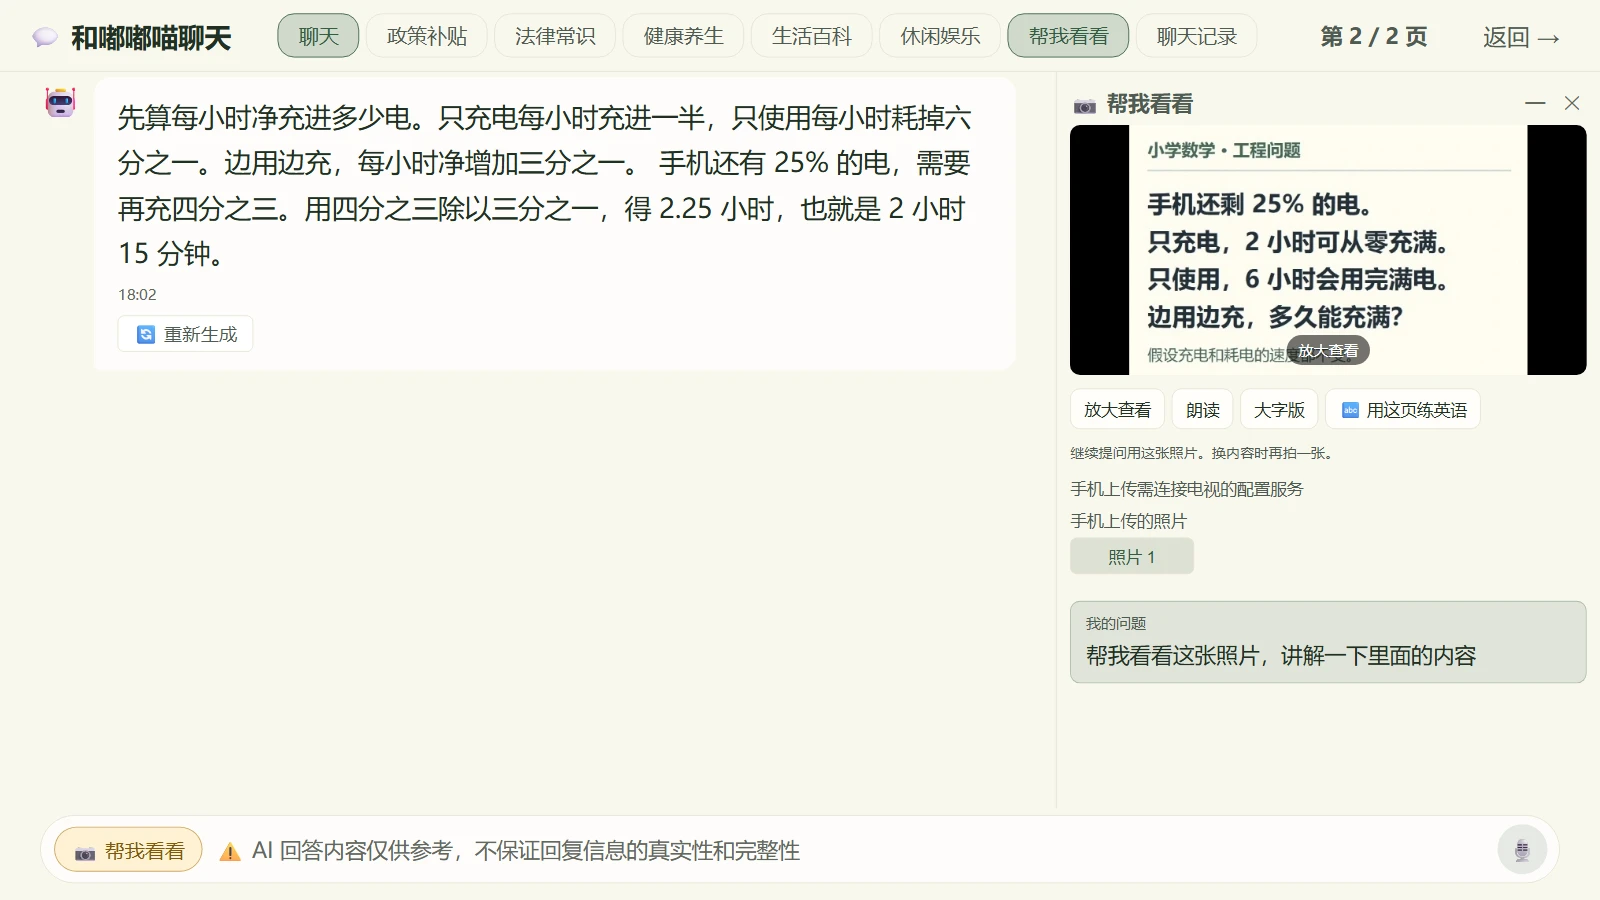 和嘟嘟喵聊天
聊天
政策补贴
法律常识
健康养生
生活百科
休闲娱乐
帮我看看
聊天记录
第 2 / 2 页
返回 →
先算每小时净充进多少电。只充电每小时充进一半，只使用每小时耗掉六
分之一。边用边充，每小时净增加三分之一。 手机还有 25% 的电，需要
再充四分之三。用四分之三除以三分之一，得 2.25 小时，也就是 2 小时
15 分钟。
18:02
重新生成
帮我看看
小学数学·工程问题
手机还剩 25% 的电。
只充电，2 小时可从零充满。
只使用，6 小时会用完满电。
边用边充，多久能充满？
假设充电和耗电的速度
放大查看
放大查看
朗读
大字版
abc 用这页练英语
继续提问用这张照片。换内容时再拍一张。
手机上传需连接电视的配置服务
手机上传的照片
照片 1
我的问题
帮我看看这张照片，讲解一下里面的内容
帮我看看
AI 回答内容仅供参考，不保证回复信息的真实性和完整性